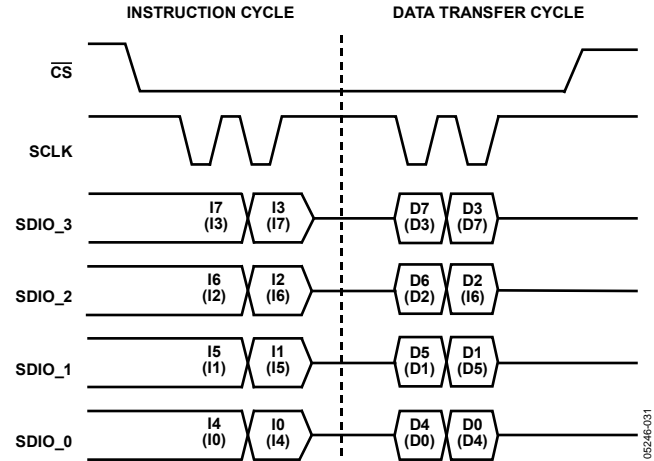 INSTRUCTION CYCLE DATA TRANSFER CYCLE
CS
SCLK
SDIO_3 I7 I3 D7 D3
(I3) (I7) (D3) (D7)
SDIO_2 I6 I2 D6 D2
(I2) (I6) (D2) (I6)
SDIO_1 I5 I1 D5 D1
(I1) (I5) (D1) (D5)
SDIO_0 I4 I0 D4 D0
(I0) (I4) (D0) (D4)
05246-031